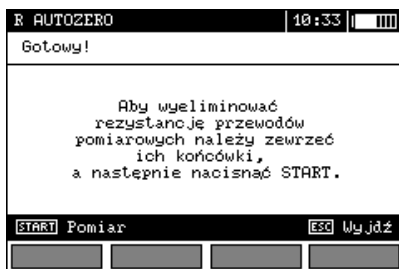 R AUTOZERO 10:33
Gotowy!
Aby wyeliminować
rezystancję przewodów
pomiarowych należy zewrzeć
ich końcówki,
a następnie nacisnąć START.
START Pomiar ESC Wyjdź